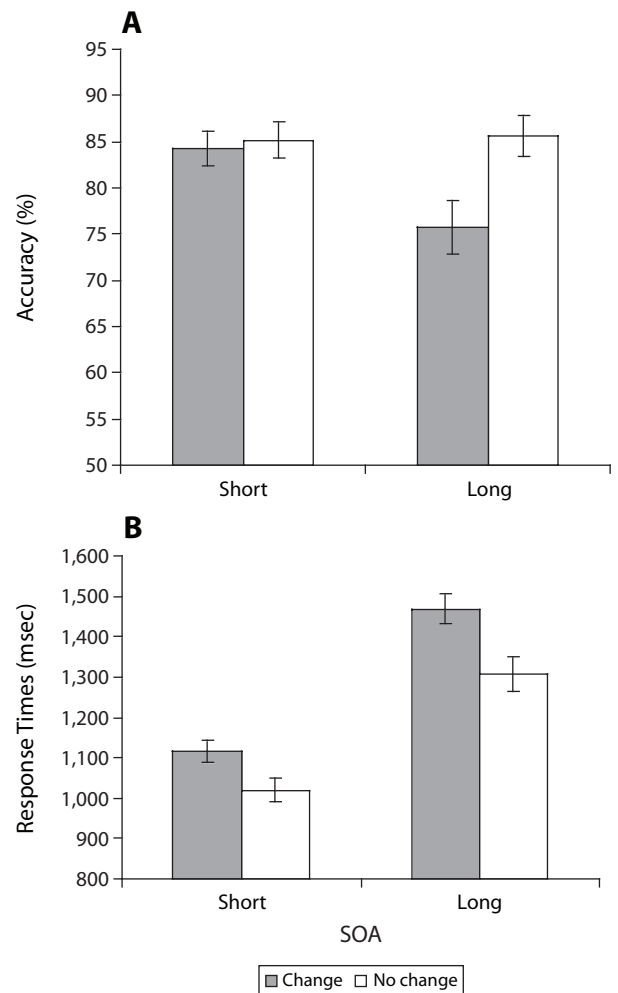 A
Accuracy (%)
95
90
85
80
75
70
65
60
55
50
Short Long
B
Response Times (msec)
1,600
1,500
1,400
1,300
1,200
1,100
1,000
900
800
Short Long
SOA
Change No change